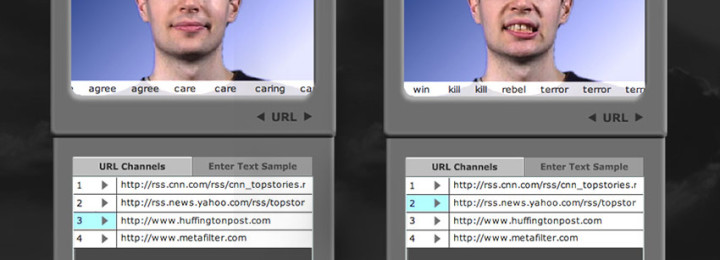 agree agree care care caring ca
win kill kill rebel terror terror terr
◀ URL ▶
◀ URL ▶
URL Channels Enter Text Sample
1 http://rss.cnn.com/rss/cnn_topstories.r
2 http://rss.news.yahoo.com/rss/topstor
3 http://www.huffingtonpost.com
4 http://www.metafilter.com
URL Channels Enter Text Sample
1 http://rss.cnn.com/rss/cnn_topstories.r
2 http://rss.news.yahoo.com/rss/topstor
3 http://www.huffingtonpost.com
4 http://www.metafilter.com